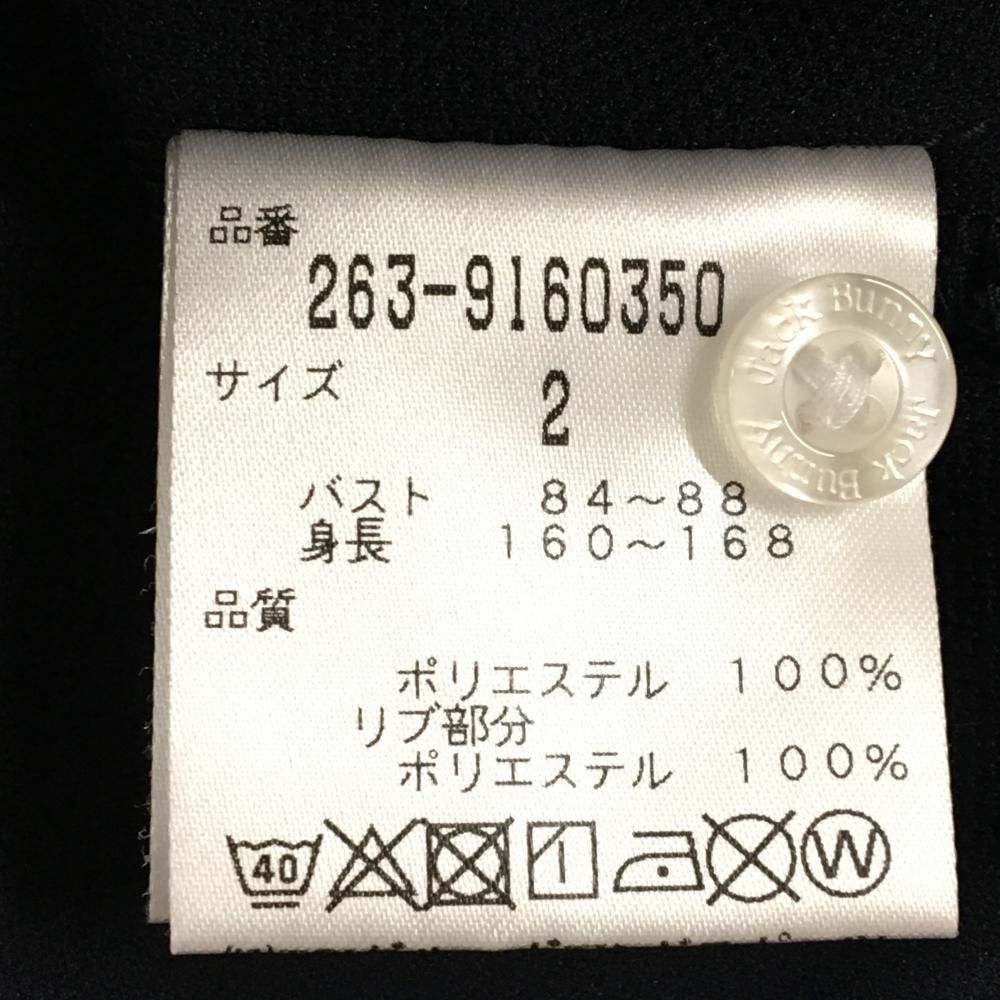 品番
263-9160350
サイズ
2
バスト 84～88
身長 160～168
品質
ポリエステル 100%
リブ部分
ポリエステル 100%
40
W
Jack Bunny Jack Bunny